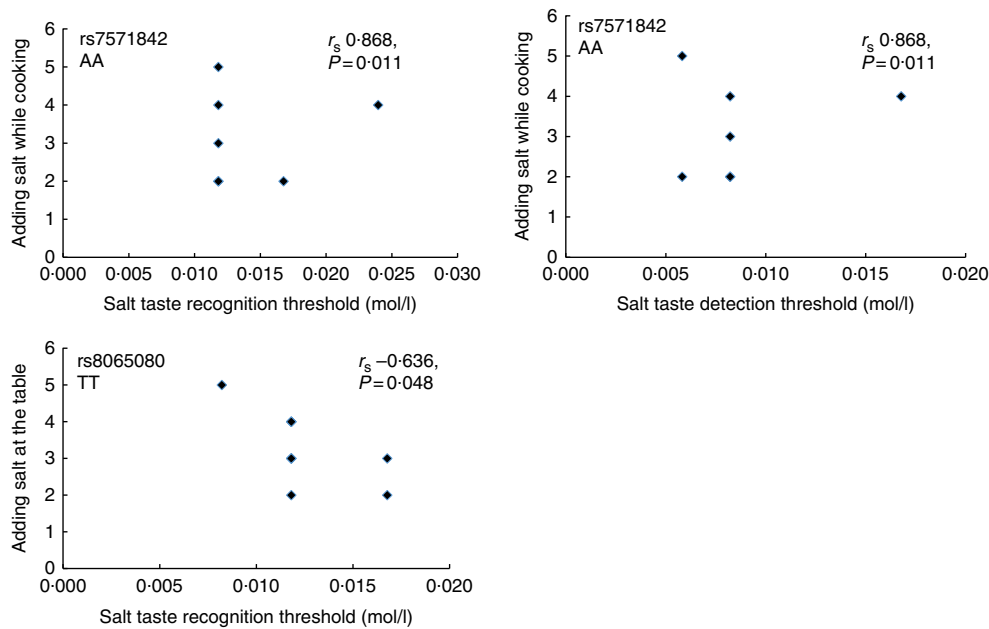 rs7571842
AA
r_s 0·868,
P=0·011
Adding salt while cooking
6
5
4
3
2
1
0
0·000 0·005 0·010 0·015 0·020 0·025 0·030
Salt taste recognition threshold (mol/l)
rs7571842
AA
r_s 0·868,
P=0·011
Adding salt while cooking
6
5
4
3
2
1
0
0·000 0·006 0·010 0·016 0·020
Salt taste detection threshold (mol/l)
rs8065080
TT
r_s −0·636,
P=0·048
Adding salt at the table
6
5
4
3
2
1
0
0·000 0·005 0·010 0·015 0·020
Salt taste recognition threshold (mol/l)